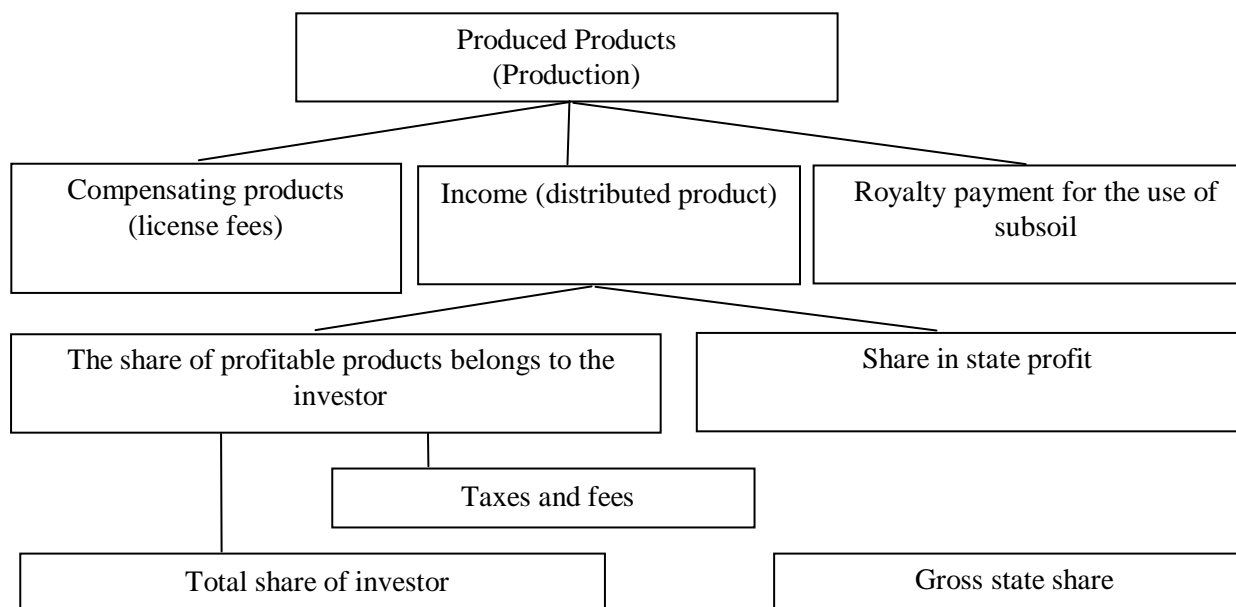 Produced Products
(Production)
Compensating products
(license fees)
Income (distributed product)
Royalty payment for the use of
subsoil
The share of profitable products belongs to the
investor
Share in state profit
Taxes and fees
Total share of investor
Gross state share